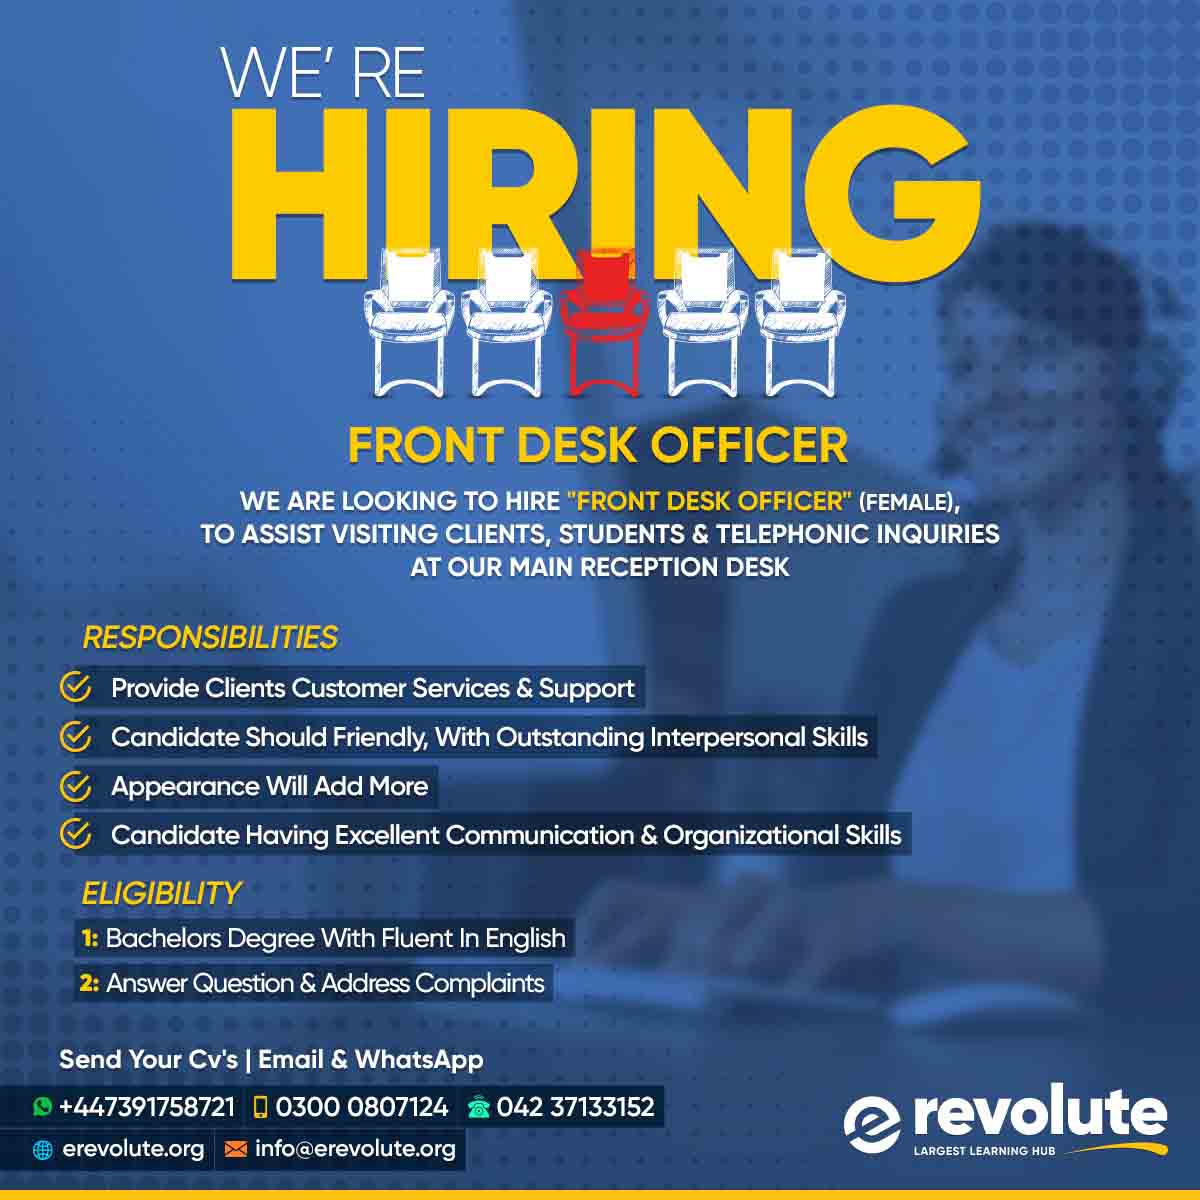 WE' RE
HIRING
FRONT DESK OFFICER
WE ARE LOOKING TO HIRE "FRONT DESK OFFICER" (FEMALE),
TO ASSIST VISITING CLIENTS, STUDENTS & TELEPHONIC INQUIRIES
AT OUR MAIN RECEPTION DESK
RESPONSIBILITIES
Provide Clients Customer Services & Support
Candidate Should Friendly, With Outstanding Interpersonal Skills
Appearance Will Add More
Candidate Having Excellent Communication & Organizational Skills
ELIGIBILITY
1: Bachelors Degree With Fluent In English
2: Answer Question & Address Complaints
Send Your Cv's | Email & WhatsApp
+447391758721 0300 0807124 042 37133152
erevolute.org info@erevolute.org
e revolute
LARGEST LEARNING HUB